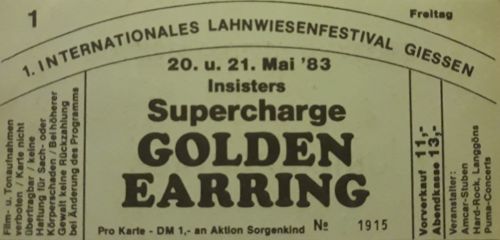 1
Freitag
1. INTERNATIONALES LAHNWIESENFESTIVAL GIESSEN
20. u. 21. Mai '83
Insisters
Supercharge
GOLDEN
EARRING
Pro Karte - DM 1,- an Aktion Sorgenkind
№ 1915
Film- u. Tonaufnahmen
verboten / Karte nicht
übertragbar / keine
Haftung für Sach- oder
Körperschäden / Bei höherer
Gewalt keine Rückzahlung
bei Änderung des Programms
Vorverkauf 11,-
Abendkasse 13,-
Veranstalter:
Amcar-Stuben
Hard-Rock, Langgöns
Puma-Concerts